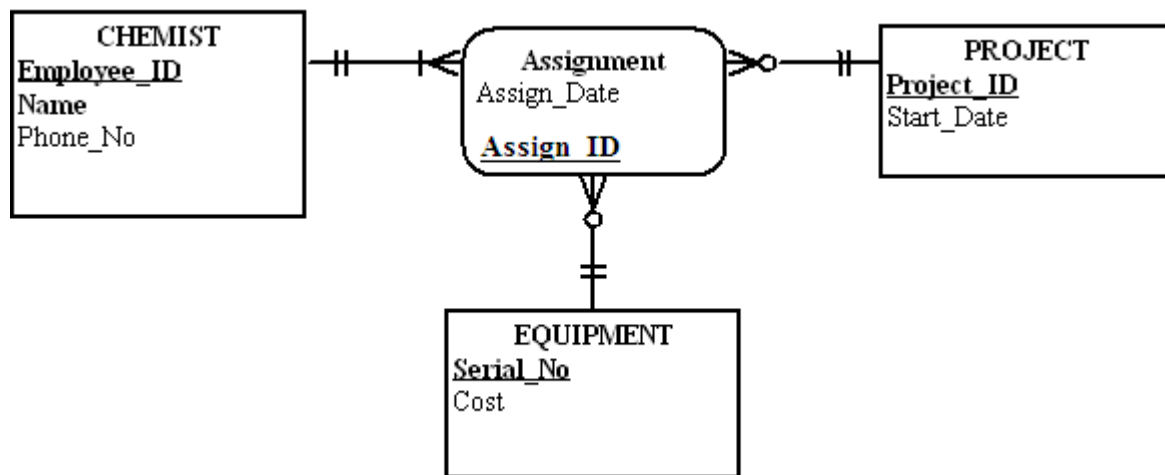 CHEMIST
Employee_ID
Name
Phone_No
Assignment
Assign_Date
Assign_ID
PROJECT
Project_ID
Start_Date
EQUIPMENT
Serial_No
Cost